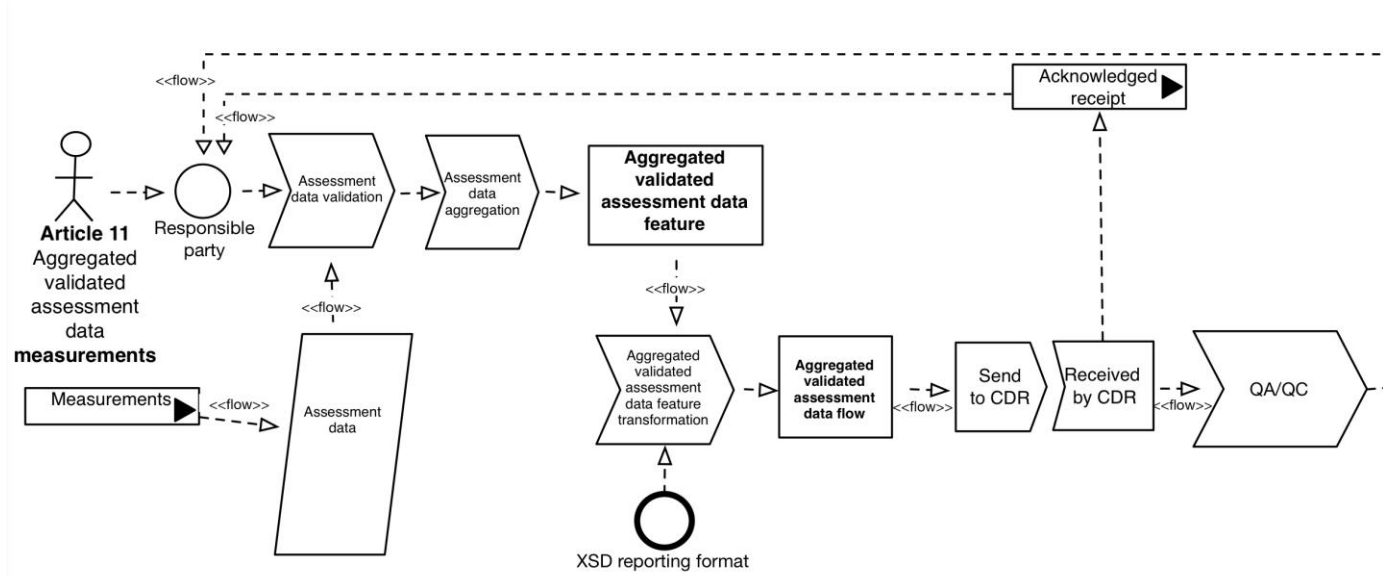 <<flow>>
Acknowledged
receipt
<<flow>>
Article 11
Aggregated
validated
assessment
data
measurements
Responsible
party
Assessment
data validation
Assessment
data
aggregation
Aggregated
validated
assessment data
feature
<<flow>>
<<flow>>
Measurements
<<flow>>
Assessment
data
Aggregated
validated
assessment
data feature
transformation
Aggregated
validated
assessment
data flow
<<flow>>
Send
to CDR
Received
by CDR
<<flow>>
QA/QC
XSD reporting format